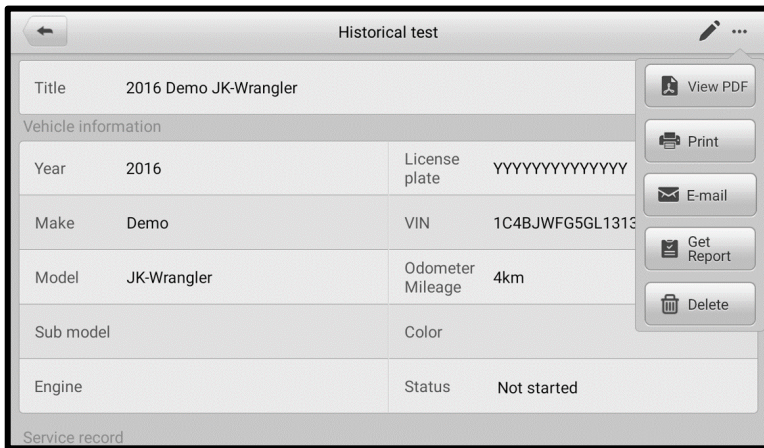 Historical test
Title 2016 Demo JK-Wrangler
View PDF
Vehicle information
Year 2016 License plate YYYYYYYYYYYYYY
Print
Make Demo VIN 1C4BJWFG5GL1313
E-mail
Model JK-Wrangler Odometer Mileage 4km
Get Report
Sub model Color
Delete
Engine Status Not started
Service record